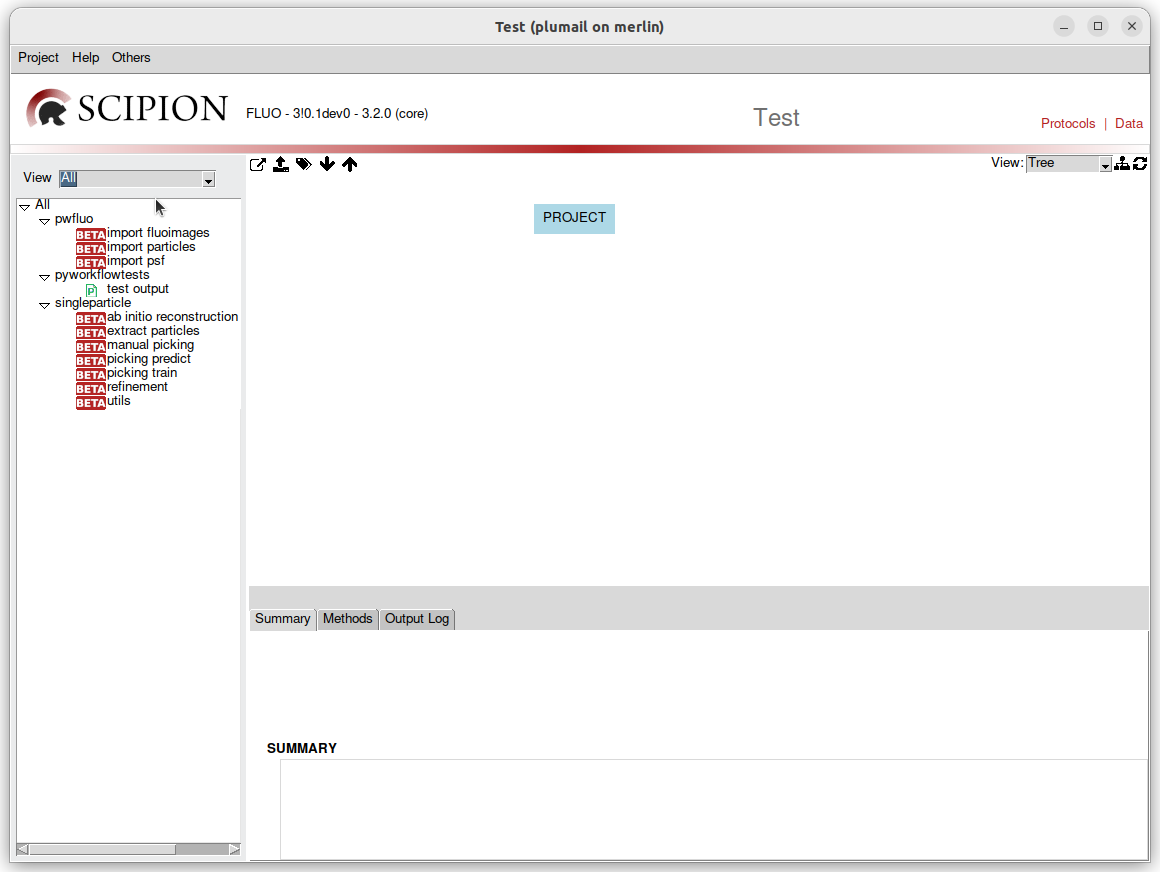 Test (plumail on merlin)
Project Help Others
SCIPION FLUO - 3!0.1dev0 - 3.2.0 (core) Test Protocols | Data
View All View: Tree
All
pwfluo
BETA import fluoimages
BETA import particles
BETA import psf
pyworkflowtests
test output
singleparticle
BETA ab initio reconstruction
BETA extract particles
BETA manual picking
BETA picking predict
BETA picking train
BETA refinement
BETA utils
PROJECT
Summary Methods Output Log
SUMMARY